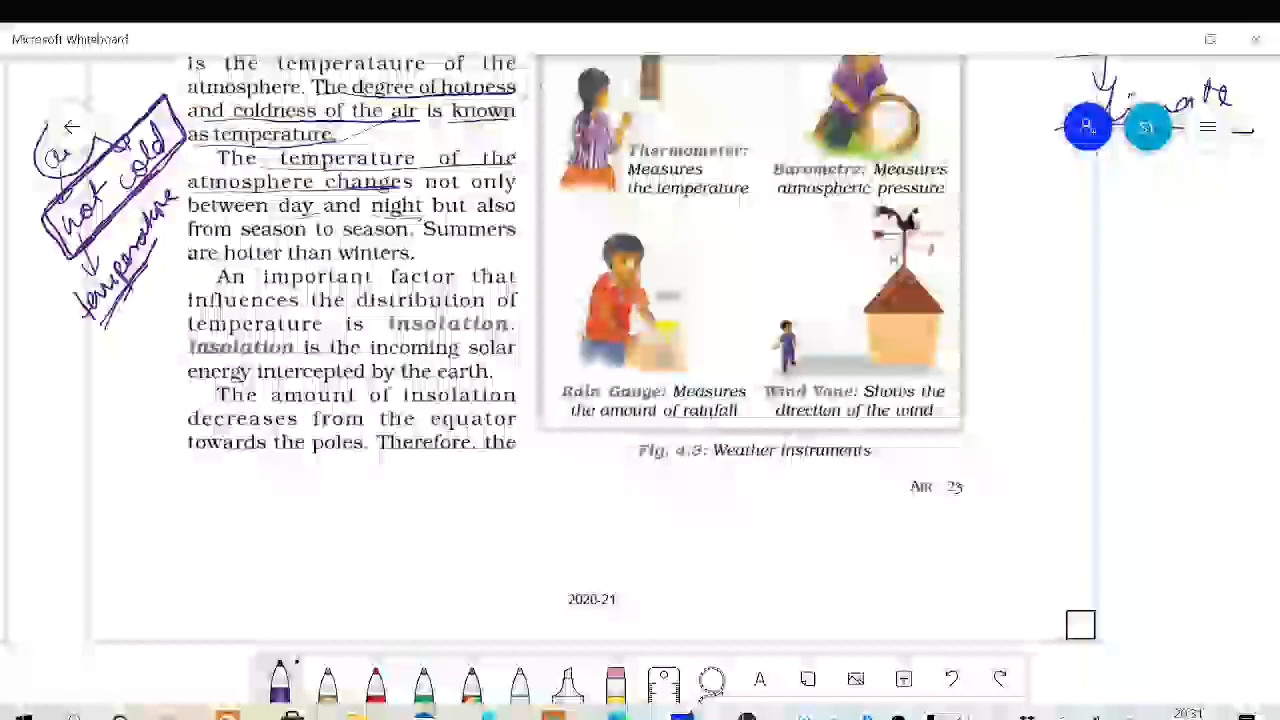 Microsoft Whiteboard
is the temperataure of the
atmosphere. The degree of hotness
and coldness of the air is known
as temperature.
The temperature of the
atmosphere changes not only
between day and night but also
from season to season. Summers
are hotter than winters.
An important factor that
influences the distribution of
temperature is insolation.
Insolation is the incoming solar
energy intercepted by the earth.
The amount of insolation
decreases from the equator
towards the poles. Therefore, the
hot cold
temperature
Thermometer:
Measures
the temperature
Barometre: Measures
atmospheric pressure
Rain Gauge: Measures
the amount of rainfall
Wind Vane: Shows the
direction of the wind
Fig. 4.3: Weather Instruments
AIR 23
2020-21
20:31